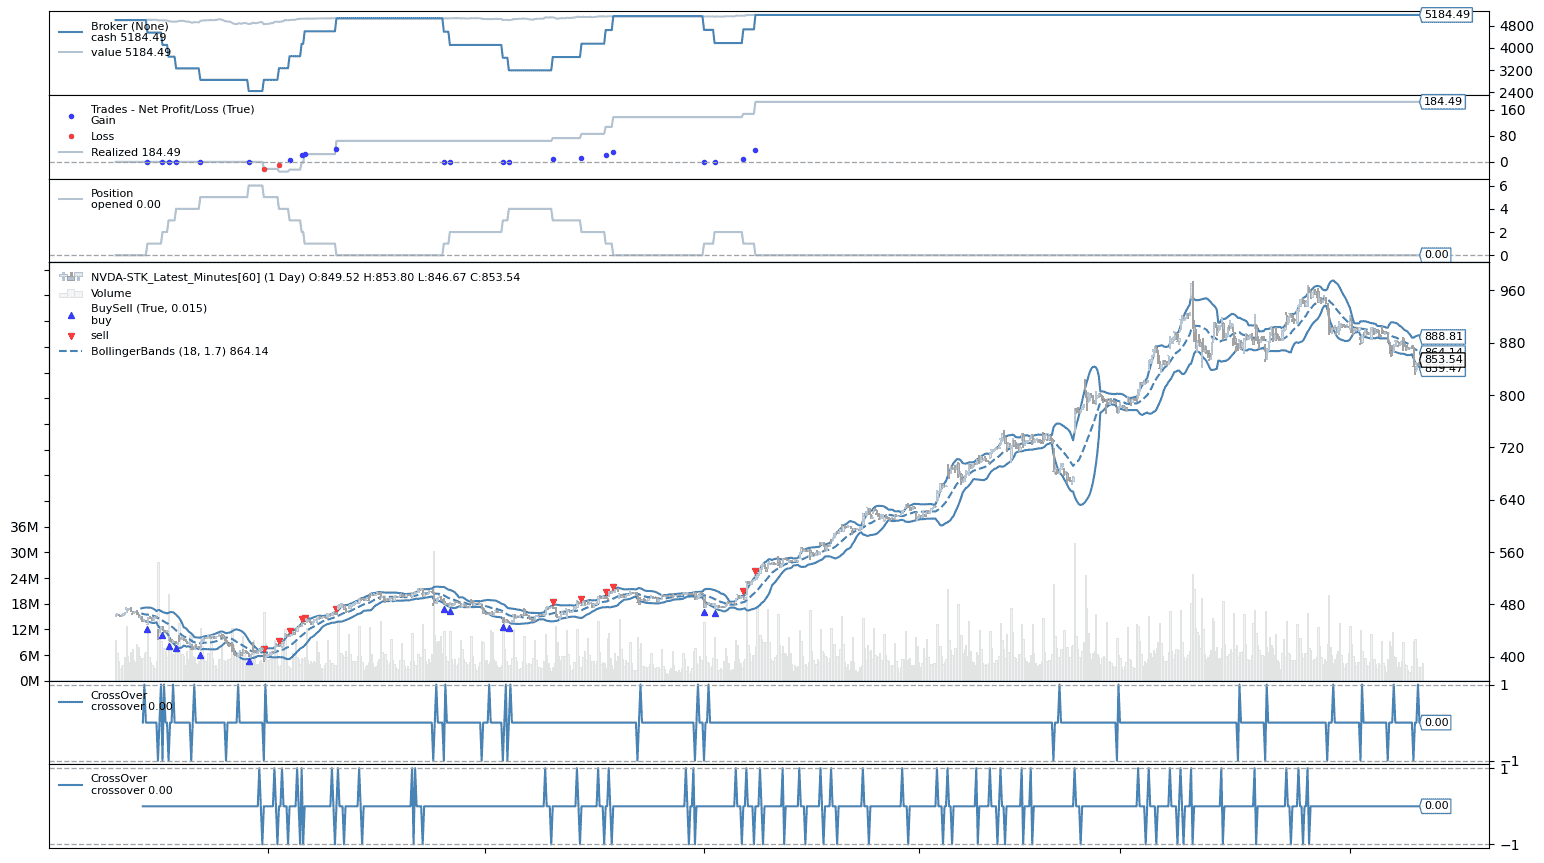 Broker (None)
cash 5184.49
value 5184.49
5184.49
4800
4000
3200
2400
Trades - Net Profit/Loss (True)
Gain
Loss
Realized 184.49
184.49
160
80
0
Position
opened 0.00
6
4
2
0
0.00
NVDA-STK_Latest_Minutes[60] (1 Day) O:849.52 H:853.80 L:846.67 C:853.54
Volume
BuySell (True, 0.015)
buy
sell
BollingerBands (18, 1.7) 864.14
960
880
800
720
640
560
480
400
888.81
864.14
853.54
839.47
36M
30M
24M
18M
12M
6M
0M
CrossOver
crossover 0.00
1
0.00
−1
CrossOver
crossover 0.00
1
0.00
−1